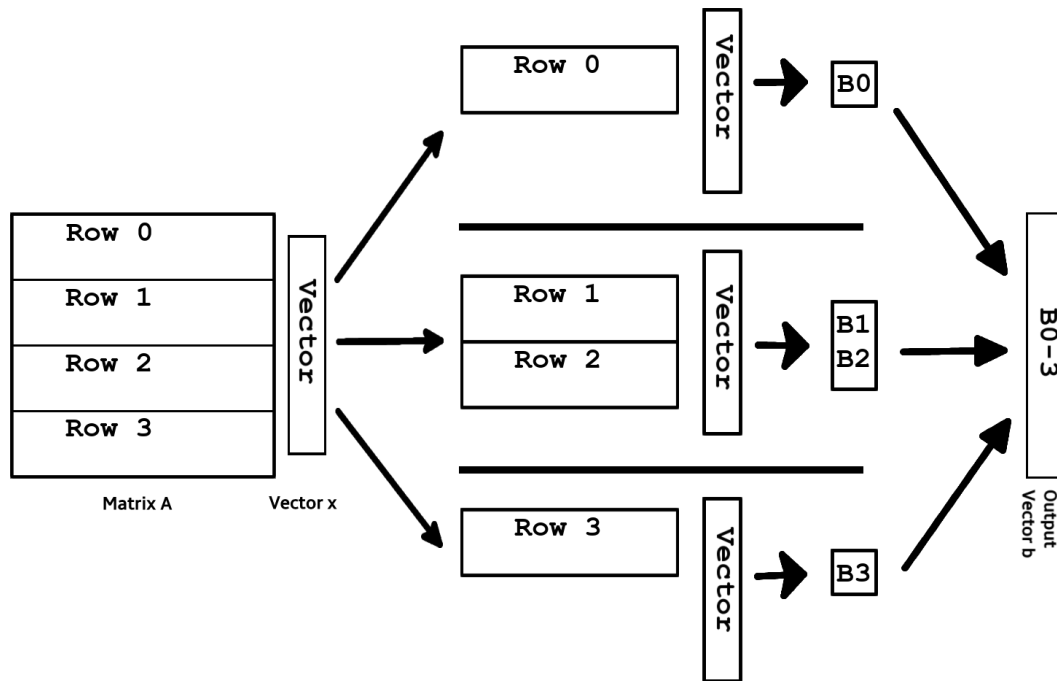 Row 0
Row 1
Row 2
Row 3
Matrix A
Vector
Vector x
Row 0
Vector
B0
Row 1
Row 2
Vector
B1
B2
Row 3
Vector
B3
B0-3
Output
Vector b